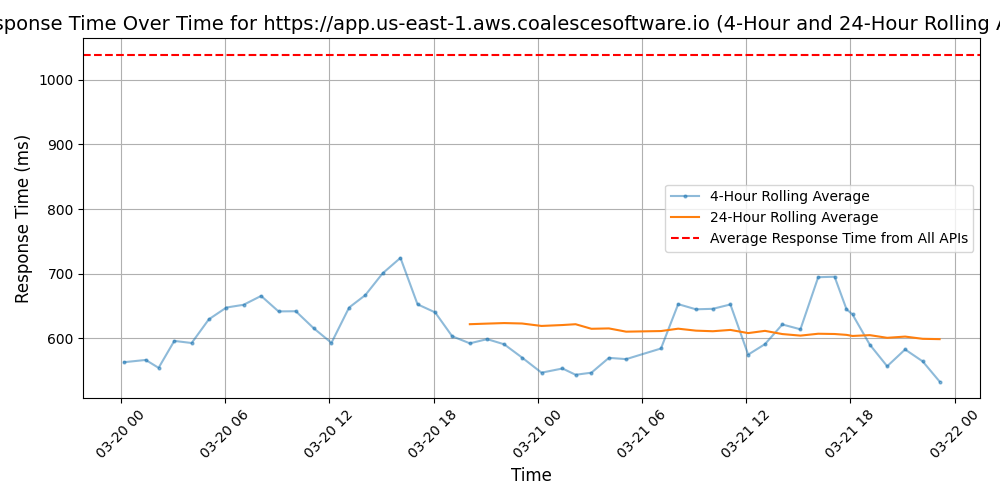 sponse Time Over Time for https://app.us-east-1.aws.coalescesoftware.io (4-Hour and 24-Hour Rolling
1000
900
800
700
600
Response Time (ms)
4-Hour Rolling Average
24-Hour Rolling Average
Average Response Time from All APIs
03-20 00
03-20 06
03-20 12
03-20 18
03-21 00
03-21 06
03-21 12
03-21 18
03-22 00
Time